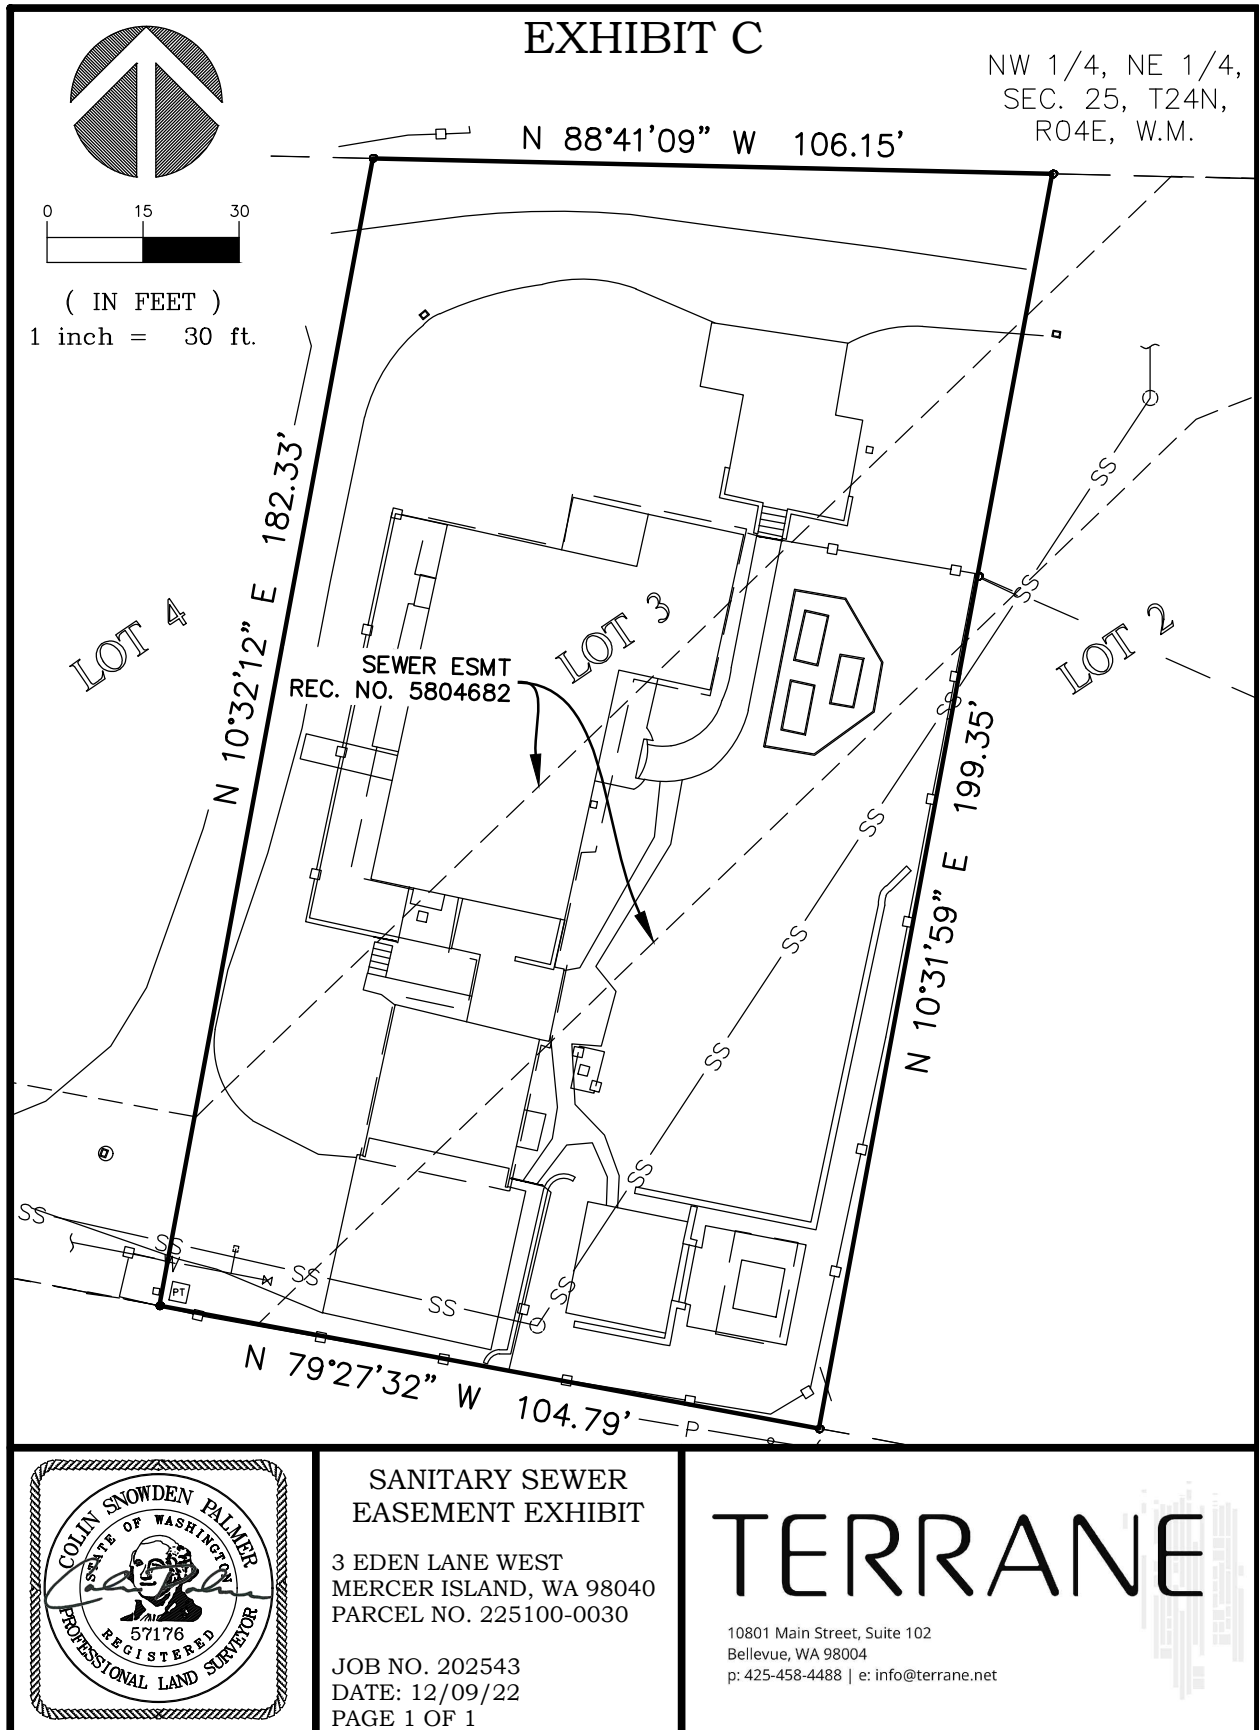 EXHIBIT C
NW 1/4, NE 1/4,
SEC. 25, T24N,
R04E, W.M.
N 88°41'09" W 106.15'
0 15 30
( IN FEET )
1 inch = 30 ft.
N 10°32'12" E 182.33'
LOT 4
LOT 3
LOT 2
SEWER ESMT
REC. NO. 5804682
N 10°31'59" E 199.35'
SS
SS
SS
SS
SS
SS
SS
SS
SS
SS
SS
SS
PT
N 79°27'32" W 104.79'
P
COLIN SNOWDEN PALMER
STATE OF WASHINGTON
57176
REGISTERED
PROFESSIONAL LAND SURVEYOR
SANITARY SEWER
EASEMENT EXHIBIT
3 EDEN LANE WEST
MERCER ISLAND, WA 98040
PARCEL NO. 225100-0030
JOB NO. 202543
DATE: 12/09/22
PAGE 1 OF 1
TERRANE
10801 Main Street, Suite 102
Bellevue, WA 98004
p: 425-458-4488 | e: info@terrane.net